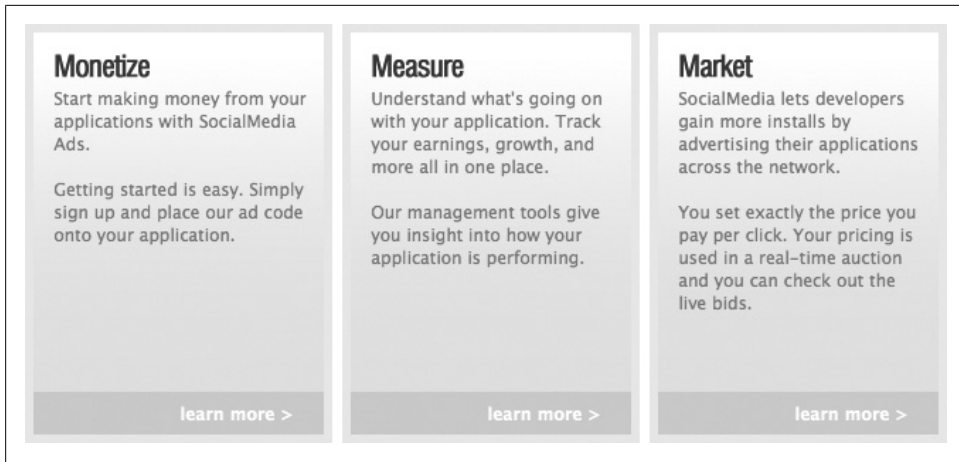 Monetize
Start making money from your
applications with SocialMedia
Ads.
Getting started is easy. Simply
sign up and place our ad code
onto your application.
learn more >
Measure
Understand what's going on
with your application. Track
your earnings, growth, and
more all in one place.
Our management tools give
you insight into how your
application is performing.
learn more >
Market
SocialMedia lets developers
gain more installs by
advertising their applications
across the network.
You set exactly the price you
pay per click. Your pricing is
used in a real-time auction
and you can check out the
live bids.
learn more >